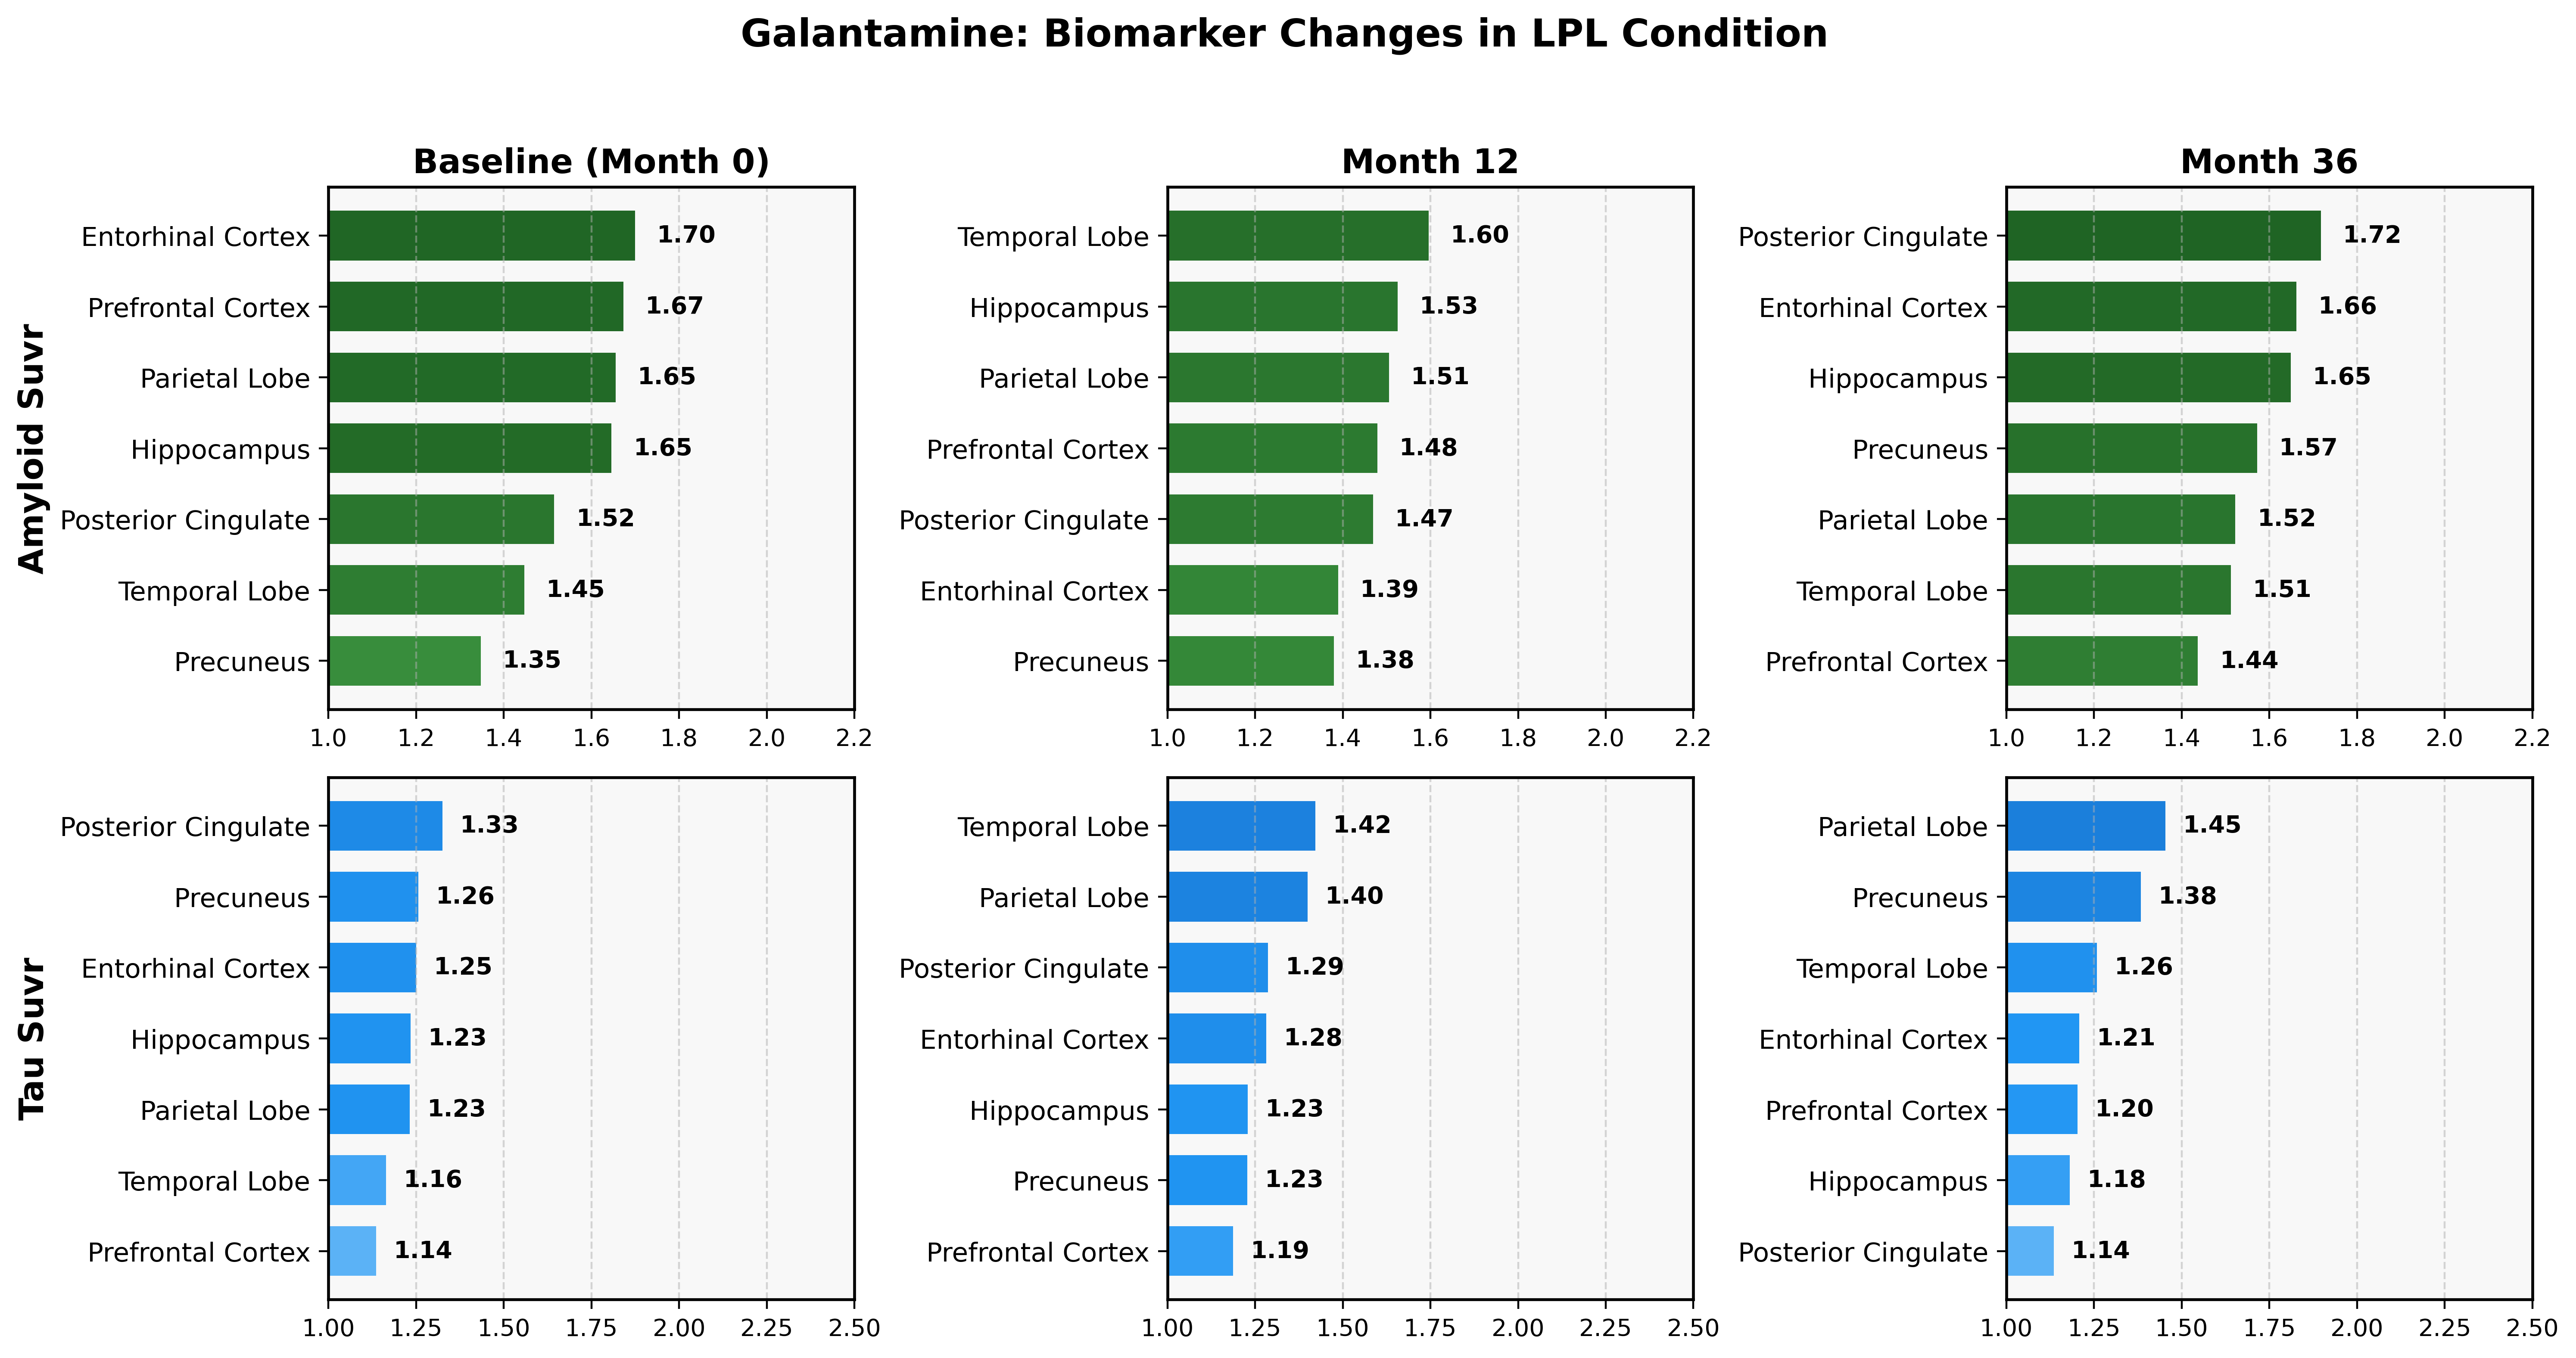 Galantamine: Biomarker Changes in LPL Condition
Baseline (Month 0)
Amyloid Suvr
Entorhinal Cortex 1.70
Prefrontal Cortex 1.67
Parietal Lobe 1.65
Hippocampus 1.65
Posterior Cingulate 1.52
Temporal Lobe 1.45
Precuneus 1.35
1.0 1.2 1.4 1.6 1.8 2.0 2.2
Month 12
Temporal Lobe 1.60
Hippocampus 1.53
Parietal Lobe 1.51
Prefrontal Cortex 1.48
Posterior Cingulate 1.47
Entorhinal Cortex 1.39
Precuneus 1.38
1.0 1.2 1.4 1.6 1.8 2.0 2.2
Month 36
Posterior Cingulate 1.72
Entorhinal Cortex 1.66
Hippocampus 1.65
Precuneus 1.57
Parietal Lobe 1.52
Temporal Lobe 1.51
Prefrontal Cortex 1.44
1.0 1.2 1.4 1.6 1.8 2.0 2.2
Tau Suvr
Posterior Cingulate 1.33
Precuneus 1.26
Entorhinal Cortex 1.25
Hippocampus 1.23
Parietal Lobe 1.23
Temporal Lobe 1.16
Prefrontal Cortex 1.14
1.00 1.25 1.50 1.75 2.00 2.25 2.50
Temporal Lobe 1.42
Parietal Lobe 1.40
Posterior Cingulate 1.29
Entorhinal Cortex 1.28
Hippocampus 1.23
Precuneus 1.23
Prefrontal Cortex 1.19
1.00 1.25 1.50 1.75 2.00 2.25 2.50
Parietal Lobe 1.45
Precuneus 1.38
Temporal Lobe 1.26
Entorhinal Cortex 1.21
Prefrontal Cortex 1.20
Hippocampus 1.18
Posterior Cingulate 1.14
1.00 1.25 1.50 1.75 2.00 2.25 2.50